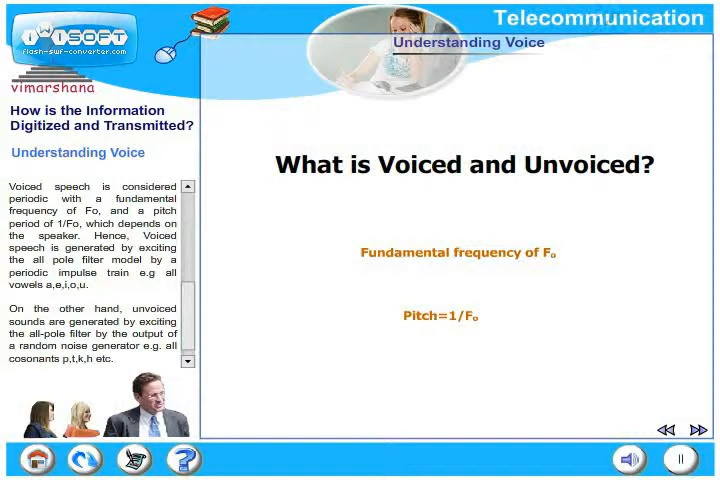 Telecommunication
Understanding Voice
iWiSOFT
flash-swf-converter.com
vimarshana
How is the Information
Digitized and Transmitted?
Understanding Voice
Voiced speech is considered
periodic with a fundamental
frequency of Fo, and a pitch
period of 1/Fo, which depends on
the speaker. Hence, Voiced
speech is generated by exciting
the all pole filter model by a
periodic impulse train e.g all
vowels a,e,i,o,u.
On the other hand, unvoiced
sounds are generated by exciting
the all-pole filter by the output of
a random noise generator e.g. all
cosonants p,t,k,h etc.
What is Voiced and Unvoiced?
Fundamental frequency of Fₒ
Pitch=1/Fₒ